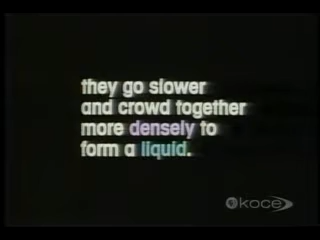 they go slower
and crowd together
more densely to
form a liquid.
koce